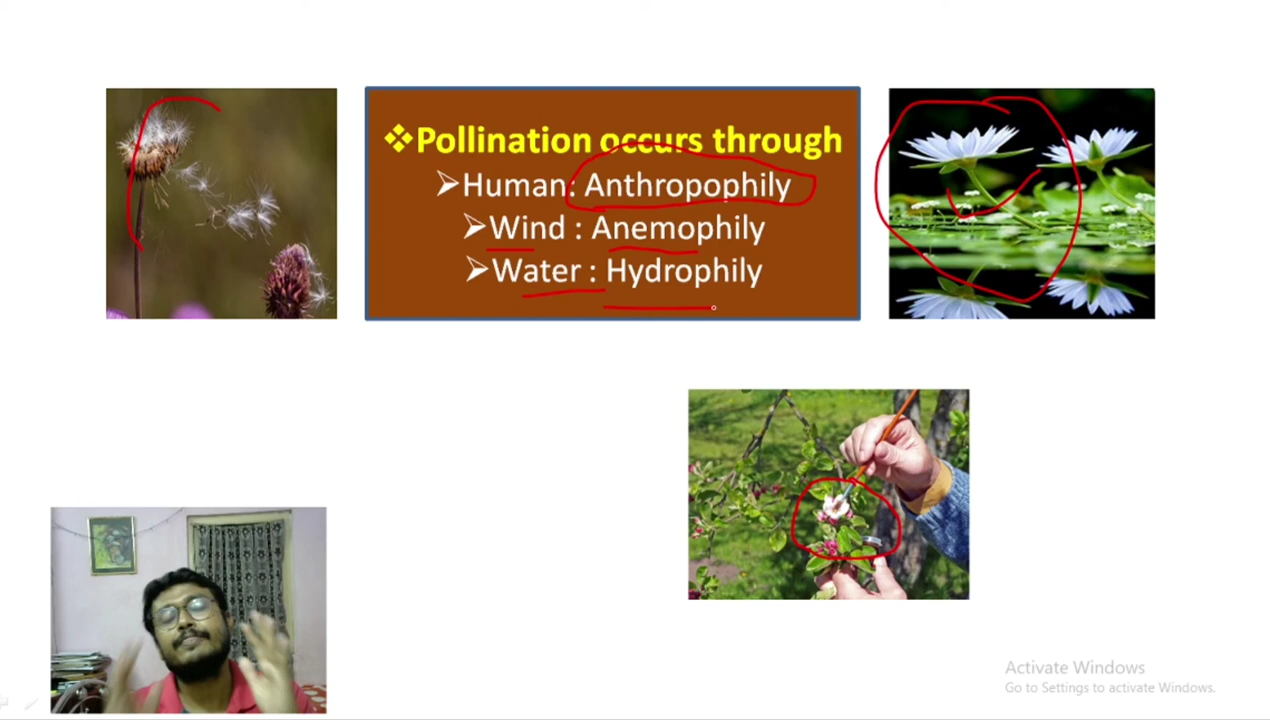 ❖Pollination occurs through
➢Human: Anthropophily
➢Wind : Anemophily
➢Water : Hydrophily
Activate Windows
Go to Settings to activate Windows.